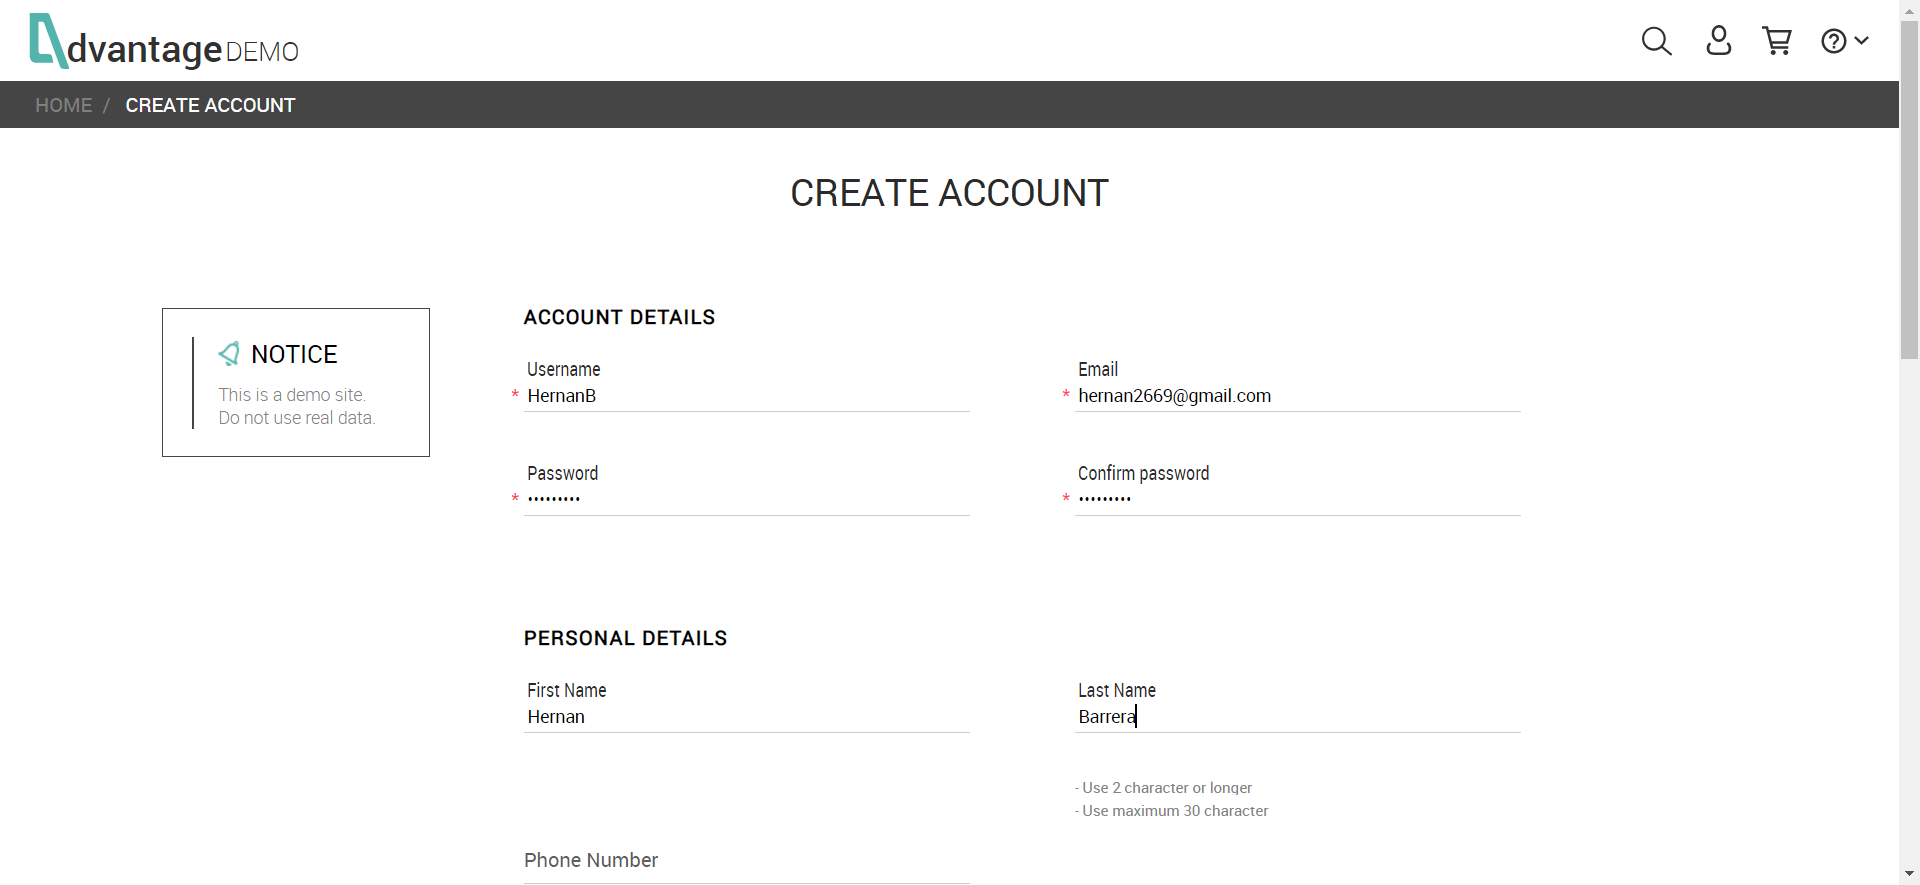 dvantage DEMO
HOME / CREATE ACCOUNT
CREATE ACCOUNT
NOTICE
This is a demo site.
Do not use real data.
ACCOUNT DETAILS
Username
* HernanB
Email
* hernan2669@gmail.com
Password
* •••••••••
Confirm password
* •••••••••
PERSONAL DETAILS
First Name
Hernan
Last Name
Barrera
- Use 2 character or longer
- Use maximum 30 character
Phone Number